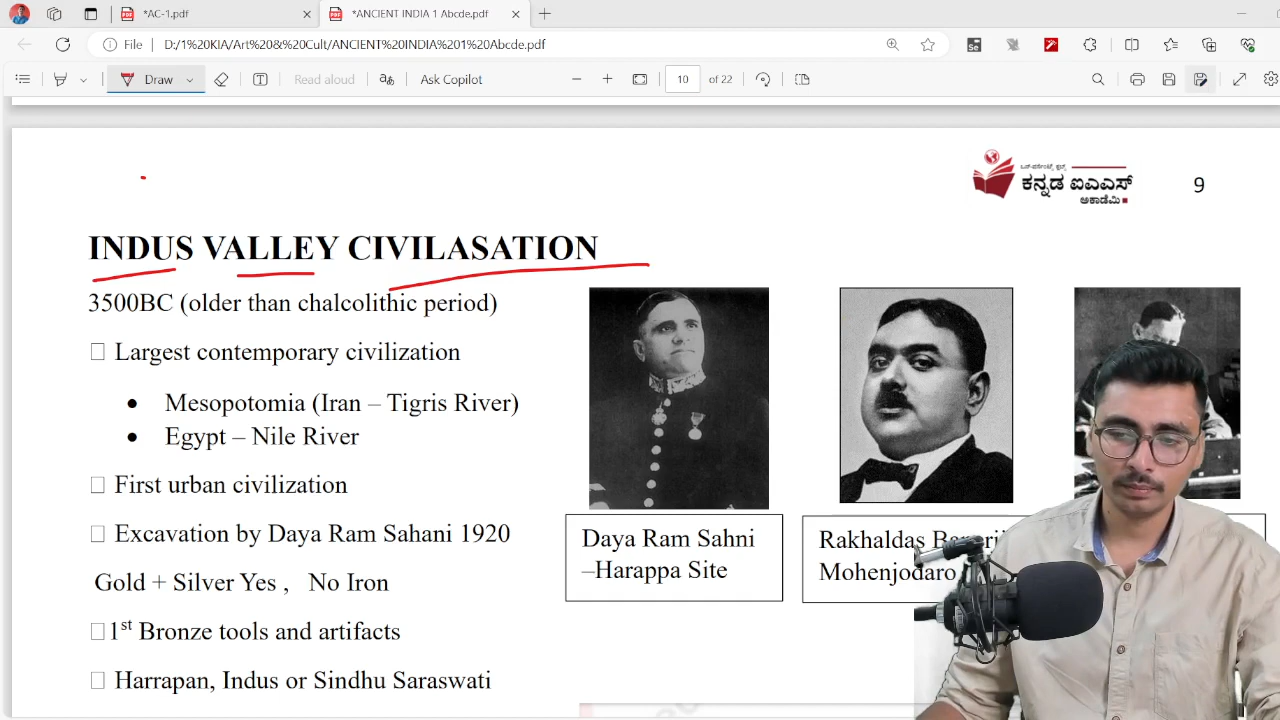 *AC-1.pdf
*ANCIENT INDIA 1 Abcde.pdf
File
D:/1%20KIA/Art%20&%20Cult/ANCIENT%20INDIA%201%20Abcde.pdf
Draw
Read aloud
Ask Copilot
10 of 22
ಕನ್ನಡ ಐಎಎಸ್
ಅಕಾಡೆಮಿ
9
INDUS VALLEY CIVILASATION
3500BC (older than chalcolithic period)
Largest contemporary civilization
• Mesopotomia (Iran – Tigris River)
• Egypt – Nile River
First urban civilization
Excavation by Daya Ram Sahani 1920
Gold + Silver Yes , No Iron
1st Bronze tools and artifacts
Harrapan, Indus or Sindhu Saraswati
Daya Ram Sahni
–Harappa Site
Rakhaldas
Mohenjodaro